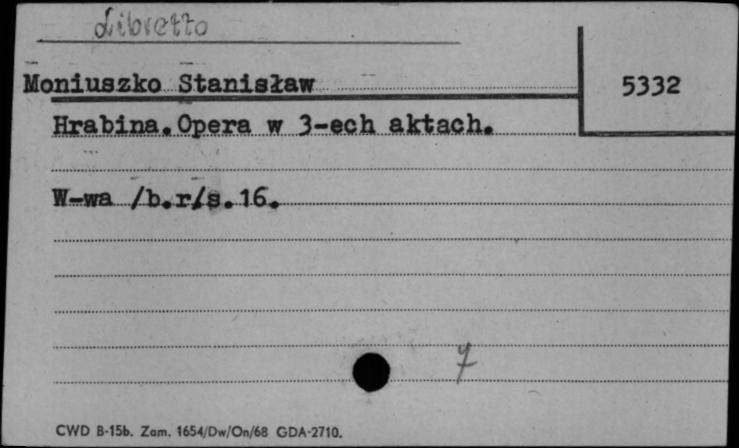 Libretto
Moniuszko Stanisław
5332
Hrabina. Opera w 3-ech aktach.
W-wa /b.r/s. 16.
7
CWD B-15b. Zam. 1654/Dw/On/68 GDA-2710.